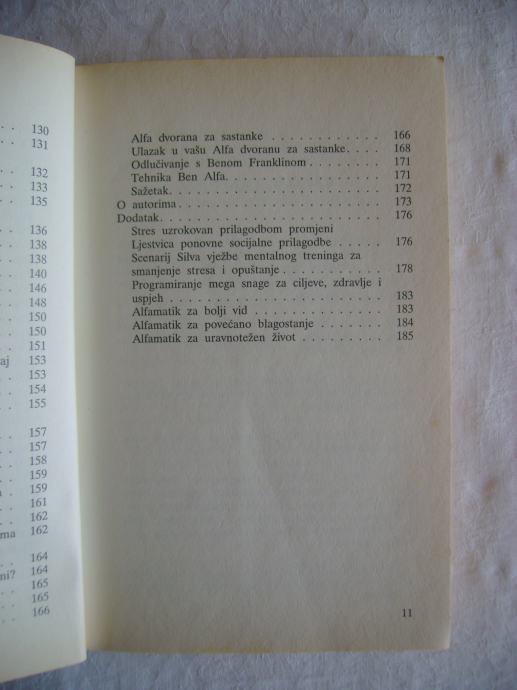 130
131
132
133
135
136
138
138
140
146
148
150
150
151
aj 153
153
154
155
157
157
158
159
159
161
162
ma 162
164
ni? 164
165
165
166
Alfa dvorana za sastanke . . . . . . . . . . . . 166
Ulazak u vašu Alfa dvoranu za sastanke. . . . 168
Odlučivanje s Benom Franklinom . . . . . . . . 171
Tehnika Ben Alfa. . . . . . . . . . . . . . . . 171
Sažetak. . . . . . . . . . . . . . . . . . . . . 172
O autorima . . . . . . . . . . . . . . . . . . . . 173
Dodatak. . . . . . . . . . . . . . . . . . . . . . 176
Stres uzrokovan prilagodbom promjeni
Ljestvica ponovne socijalne prilagodbe . . . . . 176
Scenarij Silva vježbe mentalnog treninga za
smanjenje stresa i opuštanje . . . . . . . . . . 178
Programiranje mega snage za ciljeve, zdravlje i
uspjeh . . . . . . . . . . . . . . . . . . . . . 183
Alfamatik za bolji vid . . . . . . . . . . . . . 183
Alfamatik za povećano blagostanje . . . . . . . 184
Alfamatik za uravnotežen život . . . . . . . . . 185
11